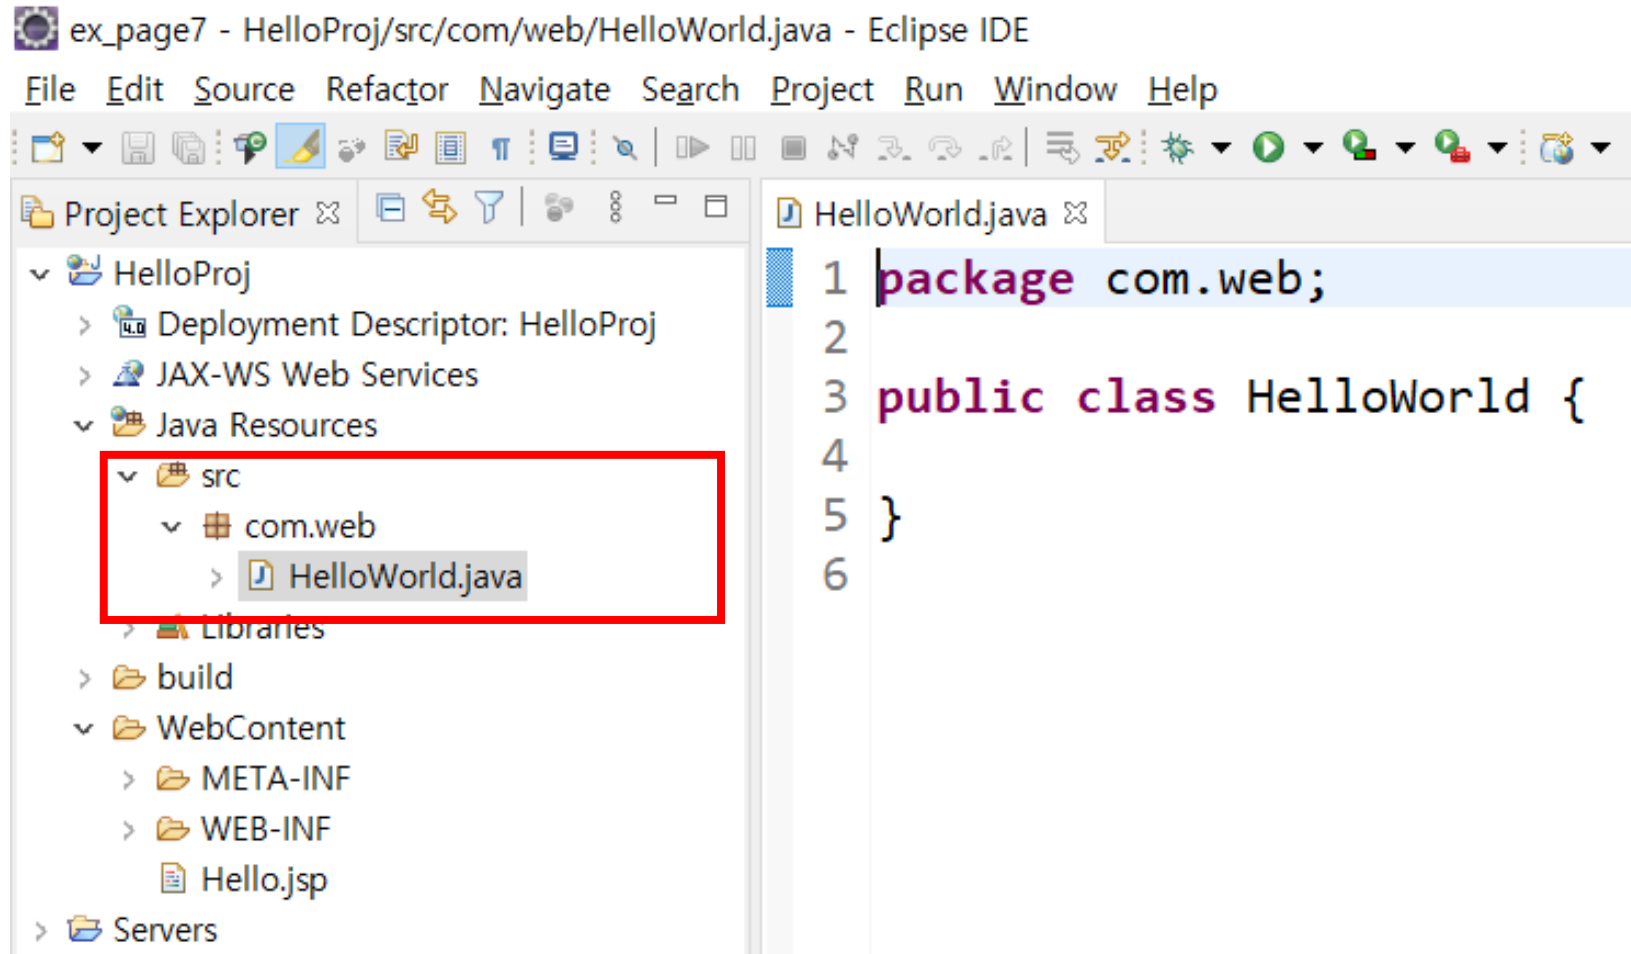 ex_page7 - HelloProj/src/com/web/HelloWorld.java - Eclipse IDE
File Edit Source Refactor Navigate Search Project Run Window Help
Project Explorer
HelloProj
4.0 Deployment Descriptor: HelloProj
JAX-WS Web Services
Java Resources
src
com.web
J HelloWorld.java
Libraries
build
WebContent
META-INF
WEB-INF
Hello.jsp
Servers
J HelloWorld.java
1 package com.web;
2
3 public class HelloWorld {
4
5 }
6